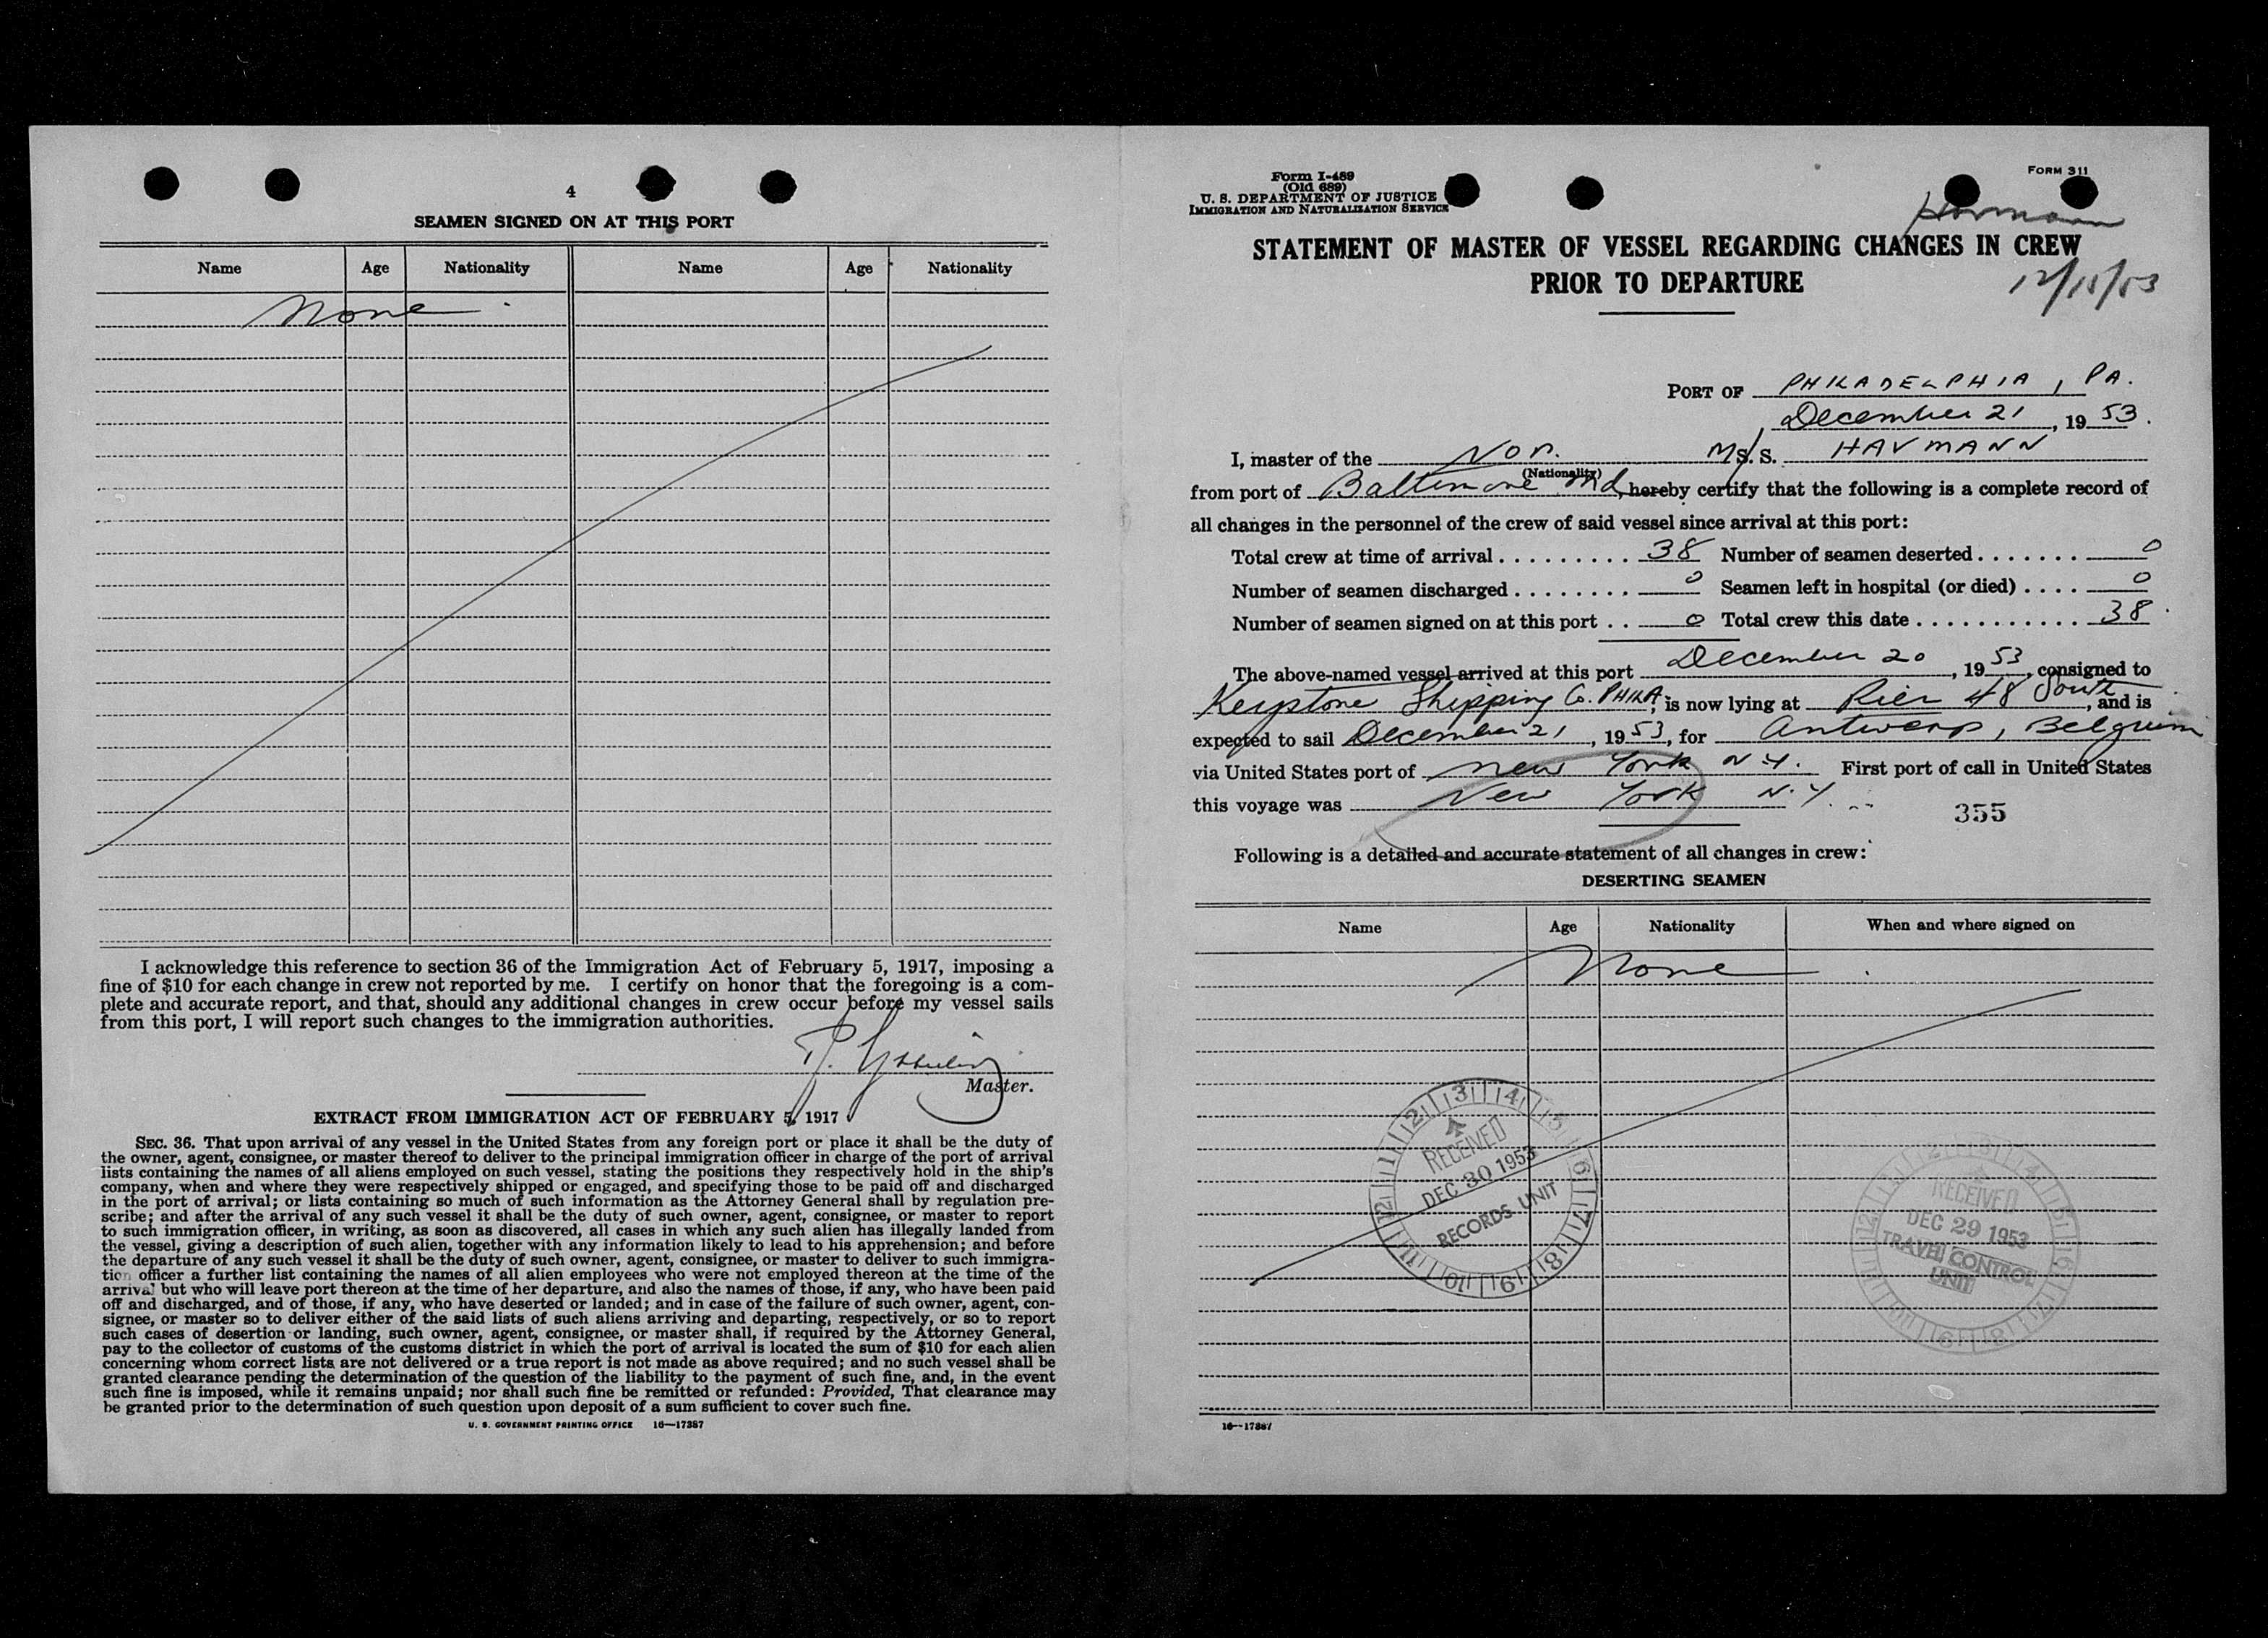 4
SEAMEN SIGNED ON AT THIS PORT
Name Age Nationality Name Age Nationality
None
I acknowledge this reference to section 36 of the Immigration Act of February 5, 1917, imposing a
fine of $10 for each change in crew not reported by me. I certify on honor that the foregoing is a com-
plete and accurate report, and that, should any additional changes in crew occur before my vessel sails
from this port, I will report such changes to the immigration authorities.
Master.
EXTRACT FROM IMMIGRATION ACT OF FEBRUARY 5, 1917
SEC. 36. That upon arrival of any vessel in the United States from any foreign port or place it shall be the duty of
the owner, agent, consignee, or master thereof to deliver to the principal immigration officer in charge of the port of arrival
lists containing the names of all aliens employed on such vessel, stating the positions they respectively hold in the ship's
company, when and where they were respectively shipped or engaged, and specifying those to be paid off and discharged
in the port of arrival; or lists containing so much of such information as the Attorney General shall by regulation pre-
scribe; and after the arrival of any such vessel it shall be the duty of such owner, agent, consignee, or master to report
to such immigration officer, in writing, as soon as discovered, all cases in which any such alien has illegally landed from
the vessel, giving a description of such alien, together with any information likely to lead to his apprehension; and before
the departure of any such vessel it shall be the duty of such owner, agent, consignee, or master to deliver to such immigra-
tion officer a further list containing the names of all alien employees who were not employed thereon at the time of the
arrival but who will leave port thereon at the time of her departure, and also the names of those, if any, who have been paid
off and discharged, and of those, if any, who have deserted or landed; and in case of the failure of such owner, agent, con-
signee, or master so to deliver either of the said lists of such aliens arriving and departing, respectively, or so to report
such cases of desertion or landing, such owner, agent, consignee, or master shall, if required by the Attorney General,
pay to the collector of customs of the customs district in which the port of arrival is located the sum of $10 for each alien
concerning whom correct lists are not delivered or a true report is not made as above required; and no such vessel shall be
granted clearance pending the determination of the question of the liability to the payment of such fine, and, in the event
such fine is imposed, while it remains unpaid; nor shall such fine be remitted or refunded: Provided, That clearance may
be granted prior to the determination of such question upon deposit of a sum sufficient to cover such fine.
U. S. GOVERNMENT PRINTING OFFICE 16—17387
Form I-489
(Old 689)
U. S. DEPARTMENT OF JUSTICE
IMMIGRATION AND NATURALIZATION SERVICE
FORM 311
STATEMENT OF MASTER OF VESSEL REGARDING CHANGES IN CREW
PRIOR TO DEPARTURE
12/15/53
PORT OF PHILADELPHIA, PA.
December 21, 1953.
I, master of the Nor. M/S. S. HAVMANN
(Nationality)
from port of Baltimore Md, hereby certify that the following is a complete record of
all changes in the personnel of the crew of said vessel since arrival at this port:
Total crew at time of arrival.......... 38 Number of seamen deserted....... 0
Number of seamen discharged........ 0 Seamen left in hospital (or died).... 0
Number of seamen signed on at this port.. 0 Total crew this date............ 38
The above-named vessel arrived at this port December 20, 1953, consigned to
Keystone Shipping Co. PHILA, is now lying at Pier 48 South, and is
expected to sail December 21, 1953, for Antwerp, Belgium
via United States port of New York N.Y. First port of call in United States
this voyage was New York N.Y.
355
Following is a detailed and accurate statement of all changes in crew:
DESERTING SEAMEN
Name Age Nationality When and where signed on
None
RECEIVED
DEC 30 1953
RECORDS UNIT
RECEIVED
DEC 29 1953
TRAVEL CONTROL
UNIT
16—17387